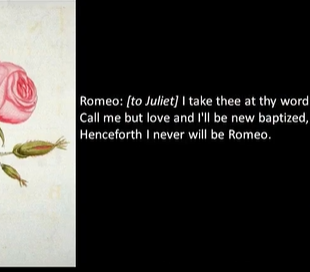 Romeo: [to Juliet] I take thee at thy word
Call me but love and I'll be new baptized,
Henceforth I never will be Romeo.